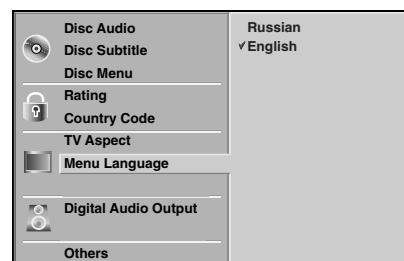 Disc Audio
Disc Subtitle
Disc Menu
Rating
Country Code
TV Aspect
Menu Language
Digital Audio Output
Others
Russian
✓English